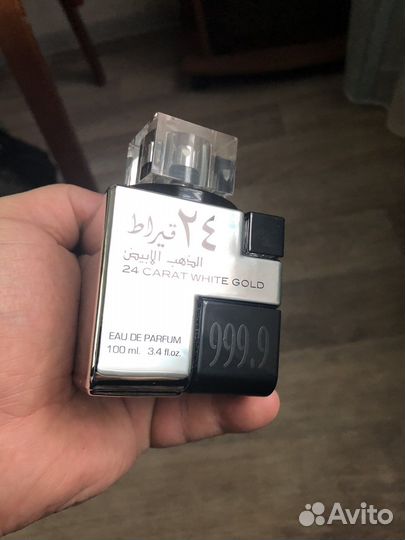 ٢٤ قيراط
الذهب الأبيض
24 CARAT WHITE GOLD
EAU DE PARFUM
100 ml. 3.4 fl.oz.
999.9
Avito